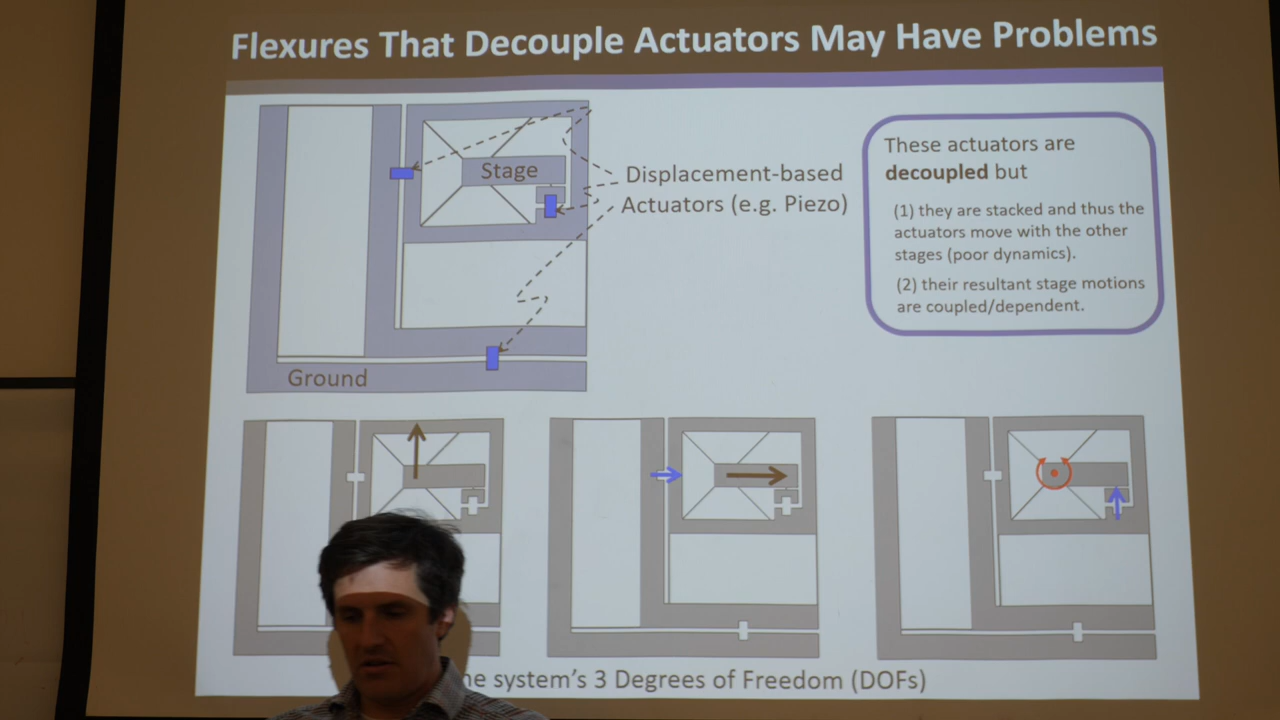 Flexures That Decouple Actuators May Have Problems
Stage
Displacement-based
Actuators (e.g. Piezo)
Ground
These actuators are
decoupled but
(1) they are stacked and thus the
actuators move with the other
stages (poor dynamics).
(2) their resultant stage motions
are coupled/dependent.
system's 3 Degrees of Freedom (DOFs)